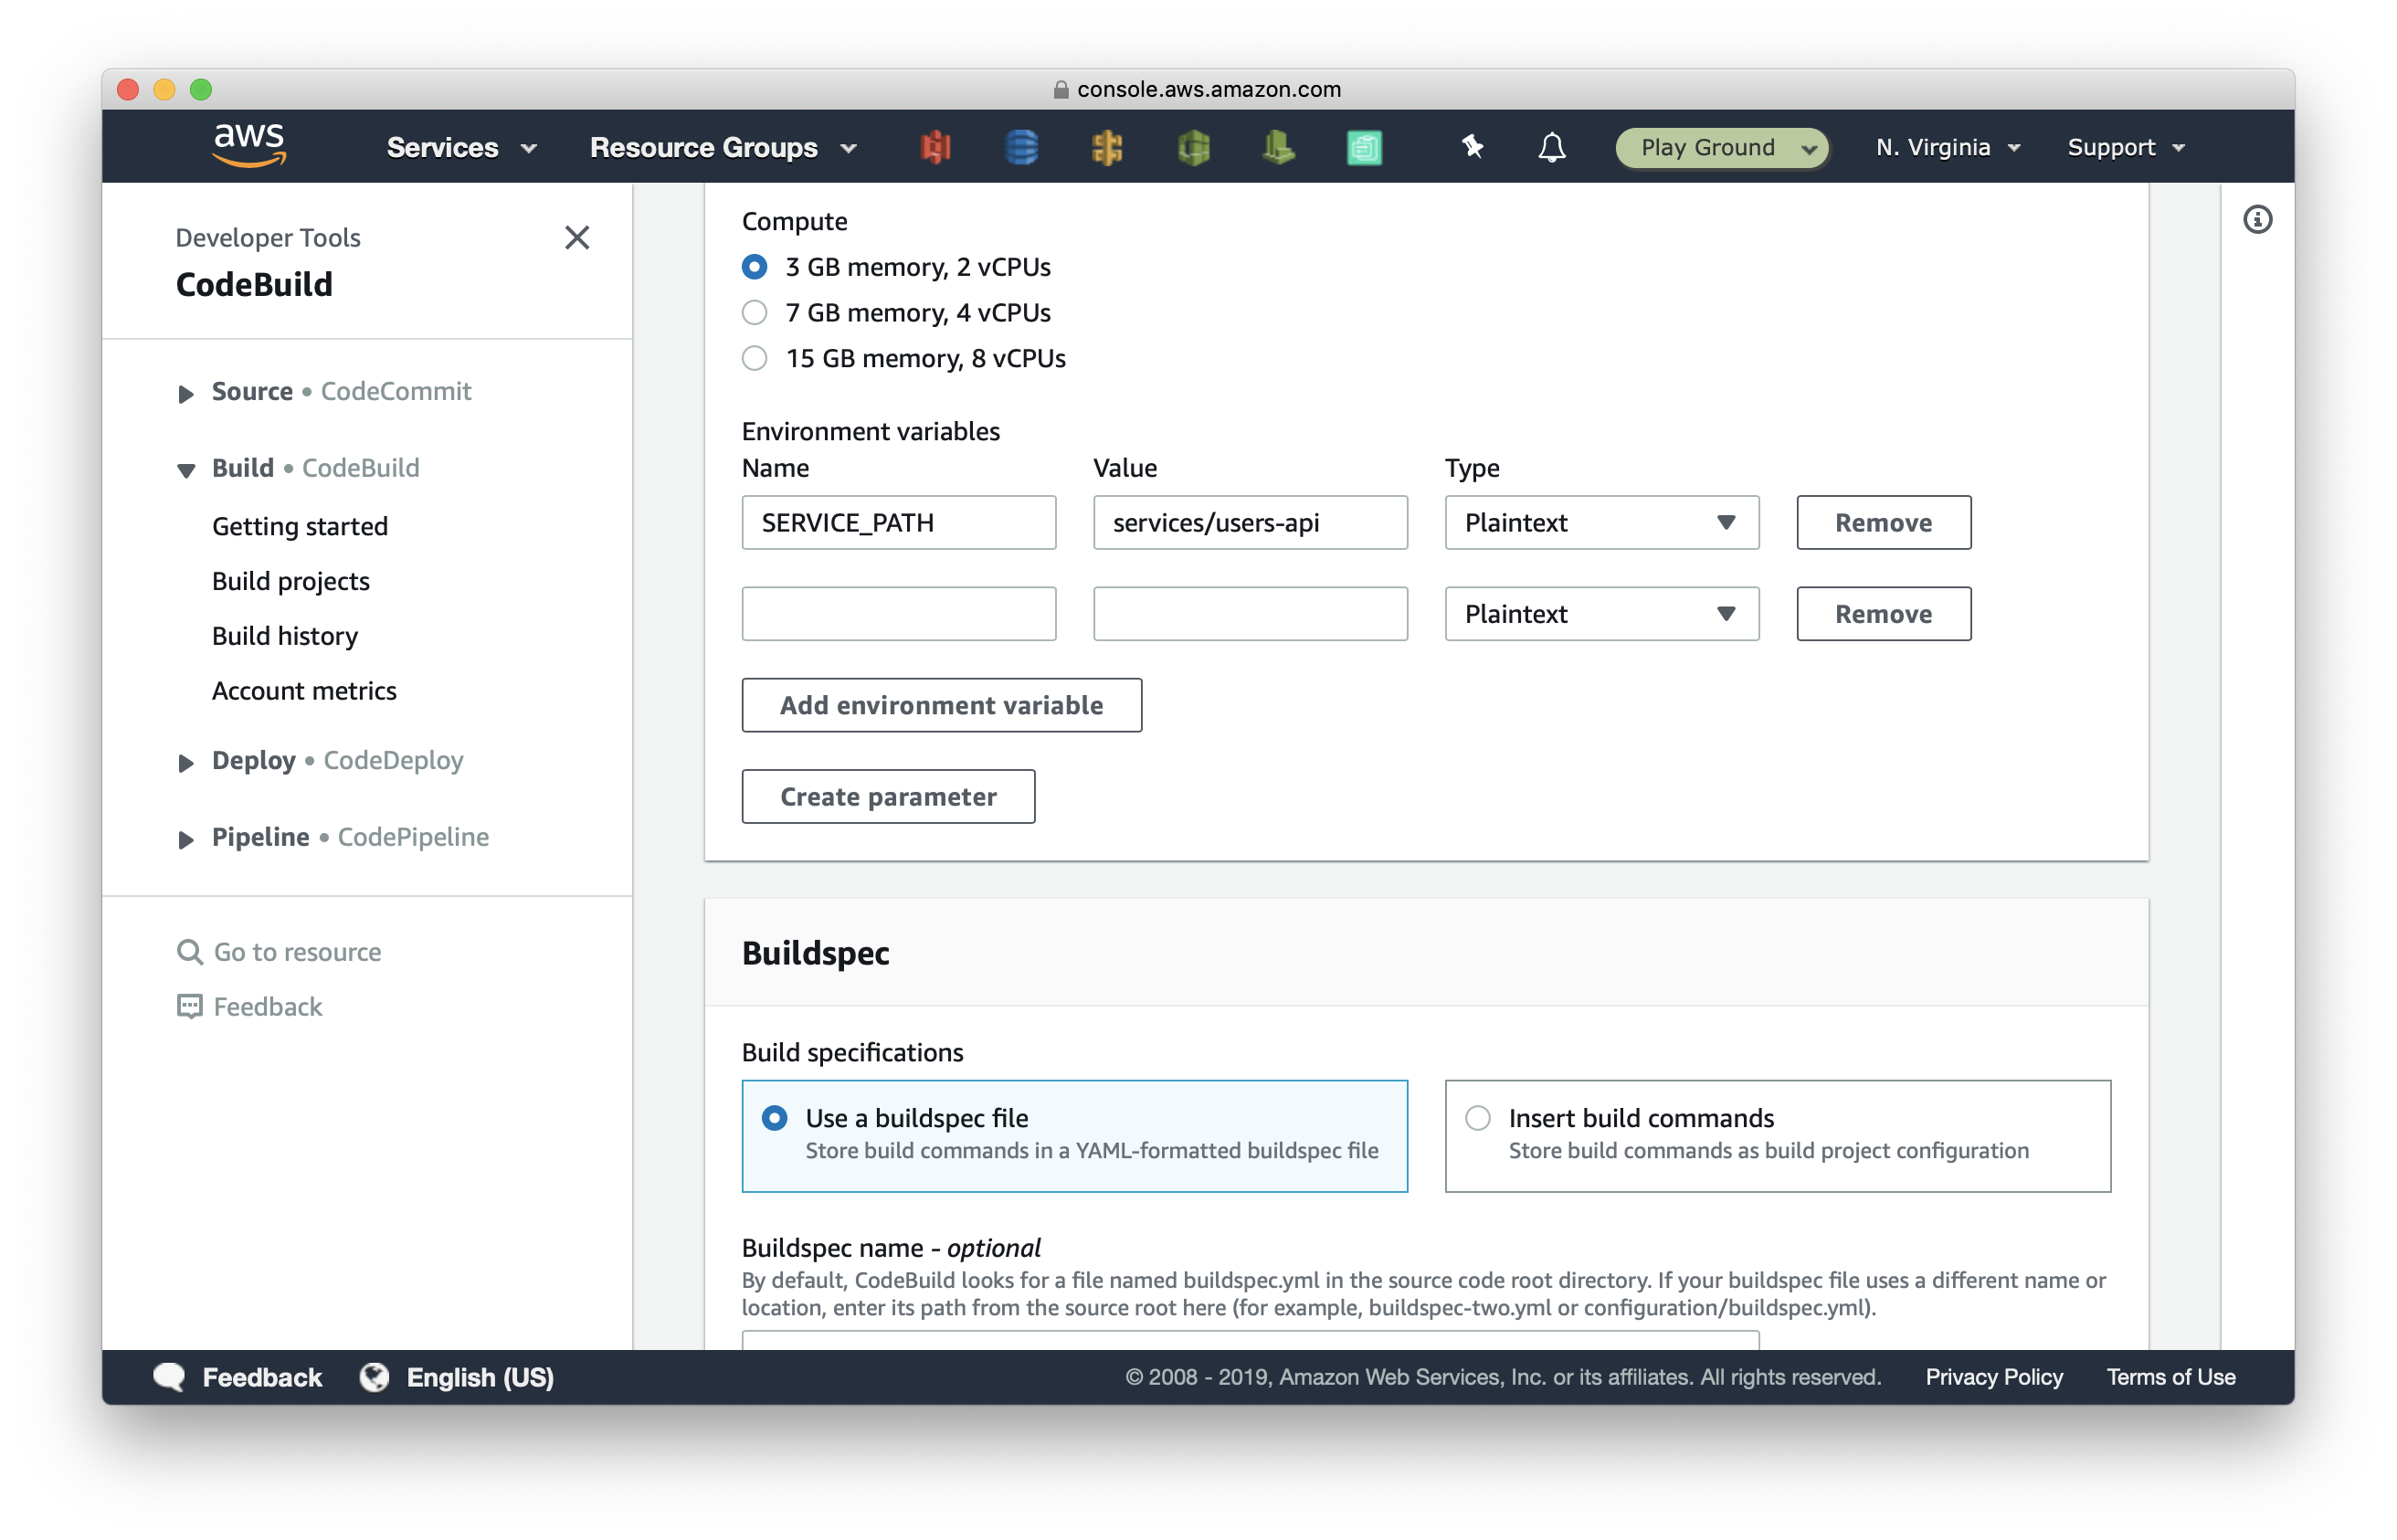 console.aws.amazon.com
aws Services Resource Groups Play Ground N. Virginia Support
Developer Tools
CodeBuild
Source • CodeCommit
Build • CodeBuild
Getting started
Build projects
Build history
Account metrics
Deploy • CodeDeploy
Pipeline • CodePipeline
Go to resource
Feedback
Compute
3 GB memory, 2 vCPUs
7 GB memory, 4 vCPUs
15 GB memory, 8 vCPUs
Environment variables
Name Value Type
SERVICE_PATH services/users-api Plaintext Remove
Plaintext Remove
Add environment variable
Create parameter
Buildspec
Build specifications
Use a buildspec file
Store build commands in a YAML-formatted buildspec file
Insert build commands
Store build commands as build project configuration
Buildspec name - optional
By default, CodeBuild looks for a file named buildspec.yml in the source code root directory. If your buildspec file uses a different name or
location, enter its path from the source root here (for example, buildspec-two.yml or configuration/buildspec.yml).
Feedback English (US) © 2008 - 2019, Amazon Web Services, Inc. or its affiliates. All rights reserved. Privacy Policy Terms of Use